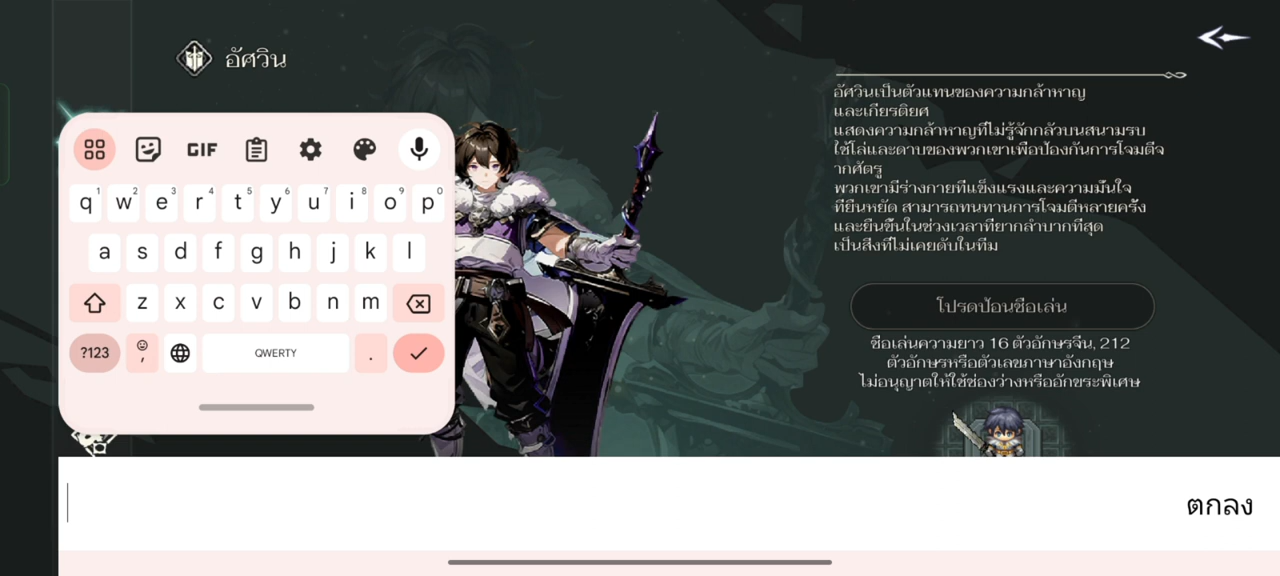 อัศวิน
อัศวินเป็นตัวแทนของความกล้าหาญ
และเกียรติยศ
แสดงความกล้าหาญที่ไม่รู้จักกลัวบนสนามรบ
ใช้โล่และดาบของพวกเขาเพื่อป้องกันการโจมตีจ
ากศัตรู
พวกเขามีร่างกายที่แข็งแรงและความมั่นใจ
ที่ยืนหยัด สามารถทนทานการโจมตีหลายครั้ง
และยืนขึ้นในช่วงเวลาที่ยากลำบากที่สุด
เป็นสิ่งที่ไม่เคยดับในทีม
โปรดป้อนชื่อเล่น
ชื่อเล่นความยาว 16 ตัวอักษรจีน, 212
ตัวอักษรหรือตัวเลขภาษาอังกฤษ
ไม่อนุญาตให้ใช้ช่องว่างหรืออักขระพิเศษ
GIF
q1 w2 e3 r4 t5 y6 u7 i8 o9 p0
a s d f g h j k l
z x c v b n m
?123 , QWERTY .
ตกลง